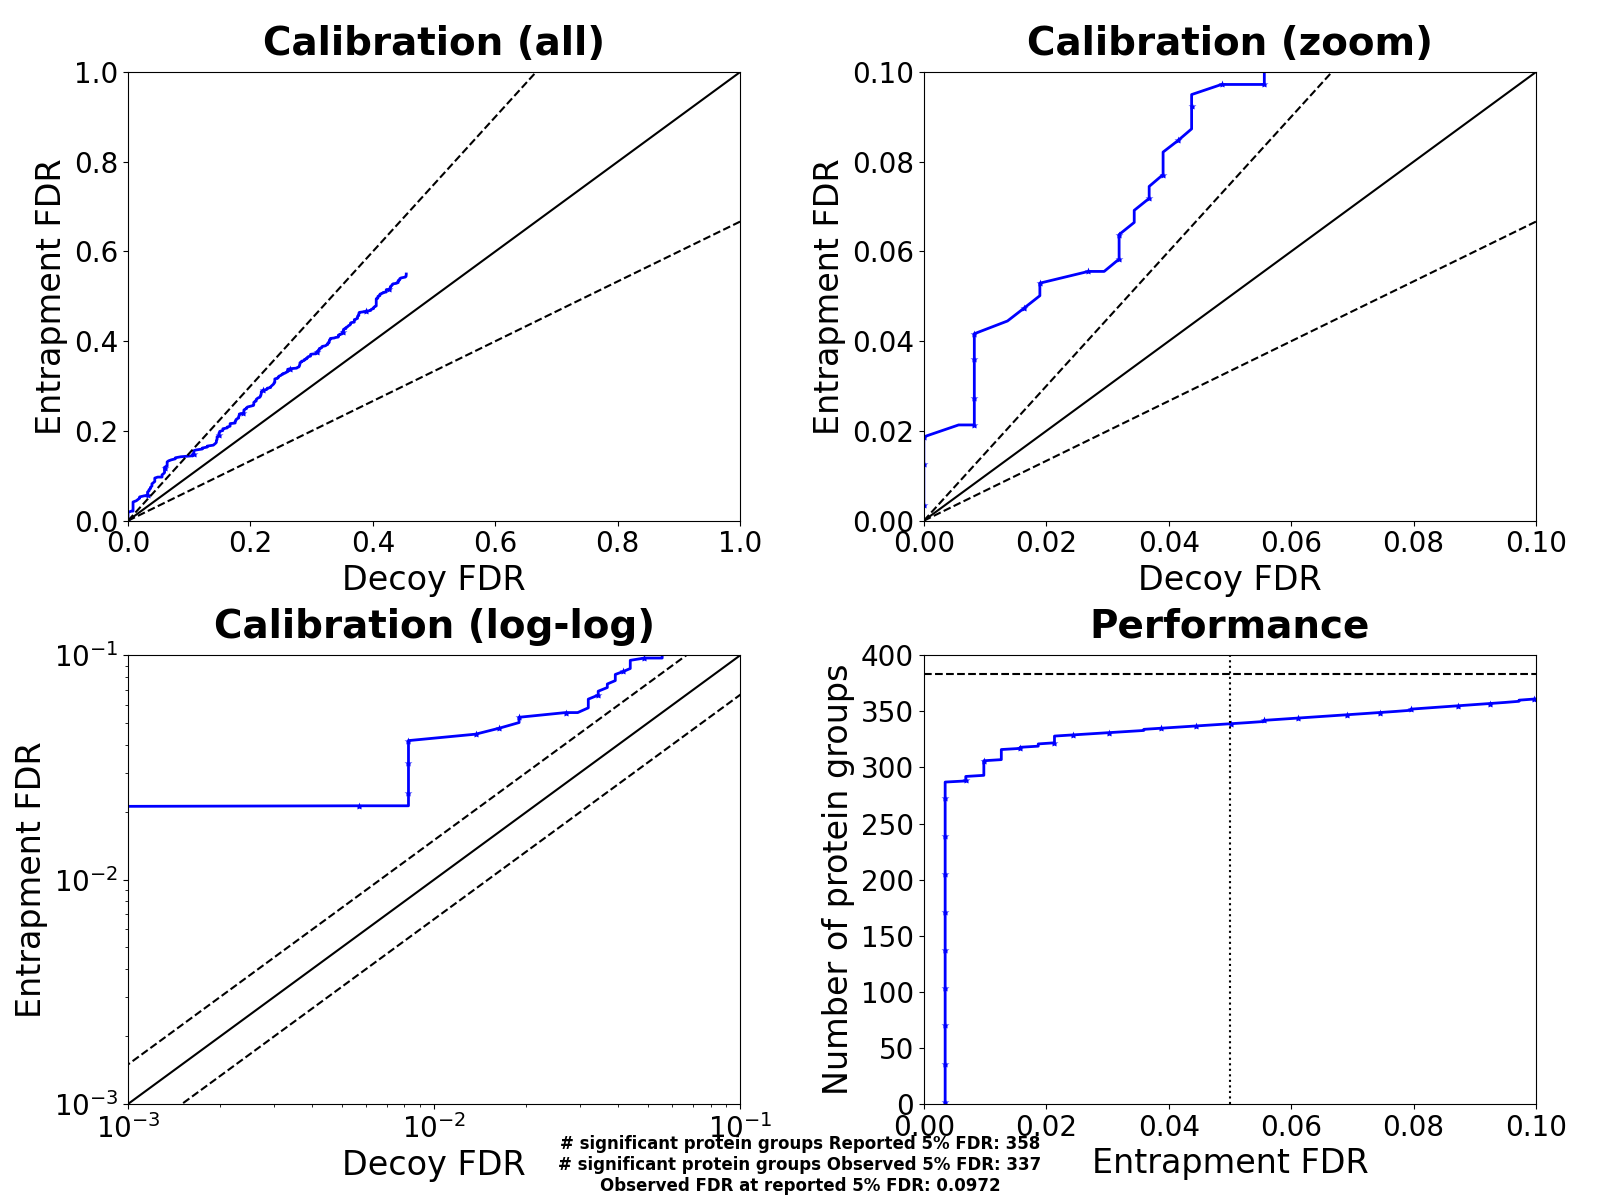 Calibration (all)
Entrapment FDR
1.0
0.8
0.6
0.4
0.2
0.0
0.0 0.2 0.4 0.6 0.8 1.0
Decoy FDR
Calibration (zoom)
Entrapment FDR
0.10
0.08
0.06
0.04
0.02
0.00
0.00 0.02 0.04 0.06 0.08 0.10
Decoy FDR
Calibration (log-log)
Entrapment FDR
10⁻¹
10⁻²
10⁻³
10⁻³ 10⁻² 10⁻¹
Decoy FDR
Performance
Number of protein groups
400
350
300
250
200
150
100
50
0
0.00 0.02 0.04 0.06 0.08 0.10
Entrapment FDR
# significant protein groups Reported 5% FDR: 358
# significant protein groups Observed 5% FDR: 337
Observed FDR at reported 5% FDR: 0.0972